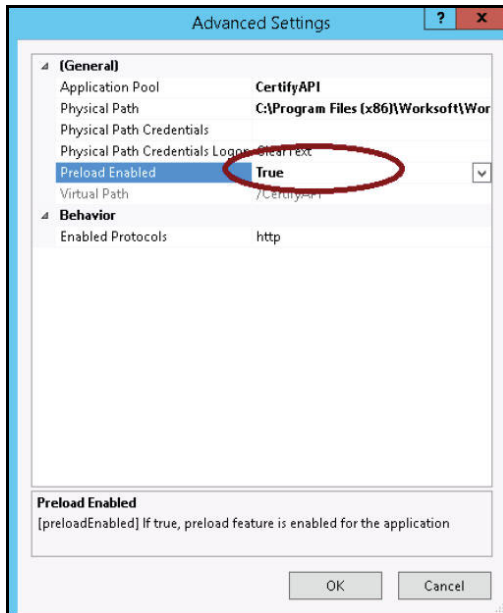 Advanced Settings
?
x
(General)
Application Pool CertifyAPI
Physical Path C:\Program Files (x86)\Worksoft\Wor
Physical Path Credentials
Physical Path Credentials Logon ClearText
Preload Enabled True
Virtual Path /CertifyAPI
Behavior
Enabled Protocols http
Preload Enabled
[preloadEnabled] If true, preload feature is enabled for the application
OK Cancel